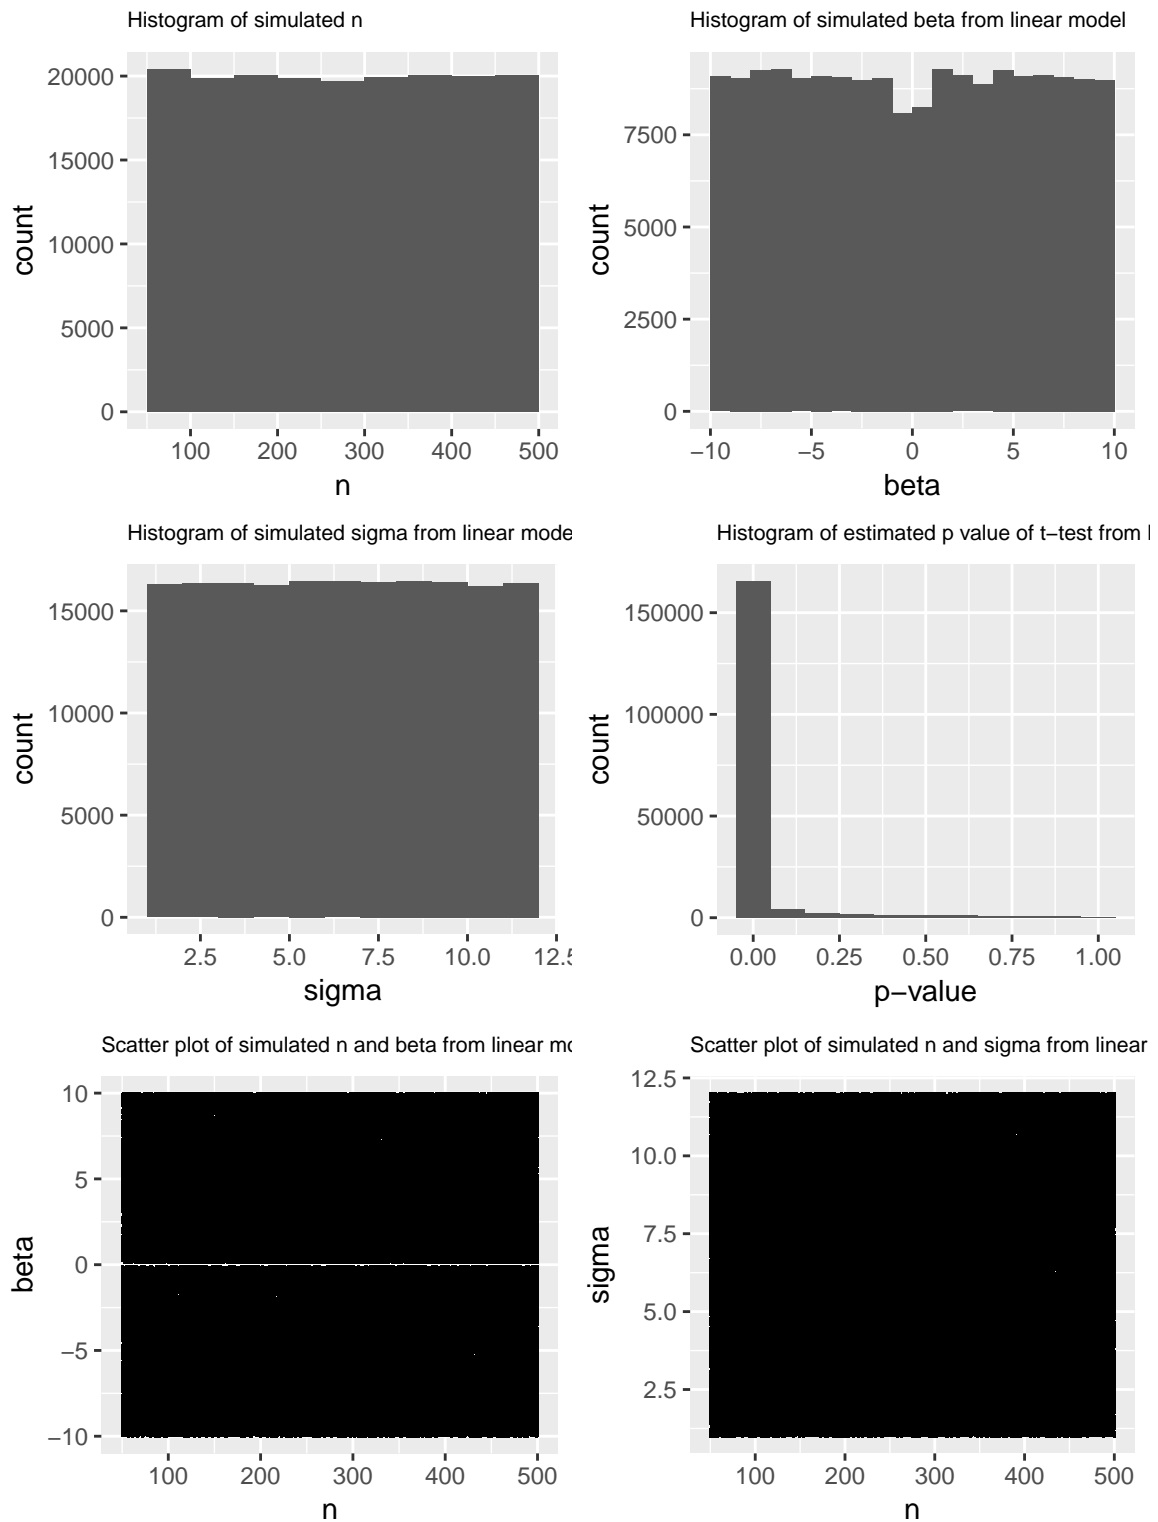 Histogram of simulated n
20000
15000
10000
5000
0
count
100 200 300 400 500
n
Histogram of simulated beta from linear model
7500
5000
2500
0
count
−10 −5 0 5 10
beta
Histogram of simulated sigma from linear mode
15000
10000
5000
0
count
2.5 5.0 7.5 10.0 12.5
sigma
Histogram of estimated p value of t−test from
150000
100000
50000
0
count
0.00 0.25 0.50 0.75 1.00
p−value
Scatter plot of simulated n and beta from linear mo
10
5
0
−5
−10
beta
100 200 300 400 500
n
Scatter plot of simulated n and sigma from linear
12.5
10.0
7.5
5.0
2.5
sigma
100 200 300 400 500
n